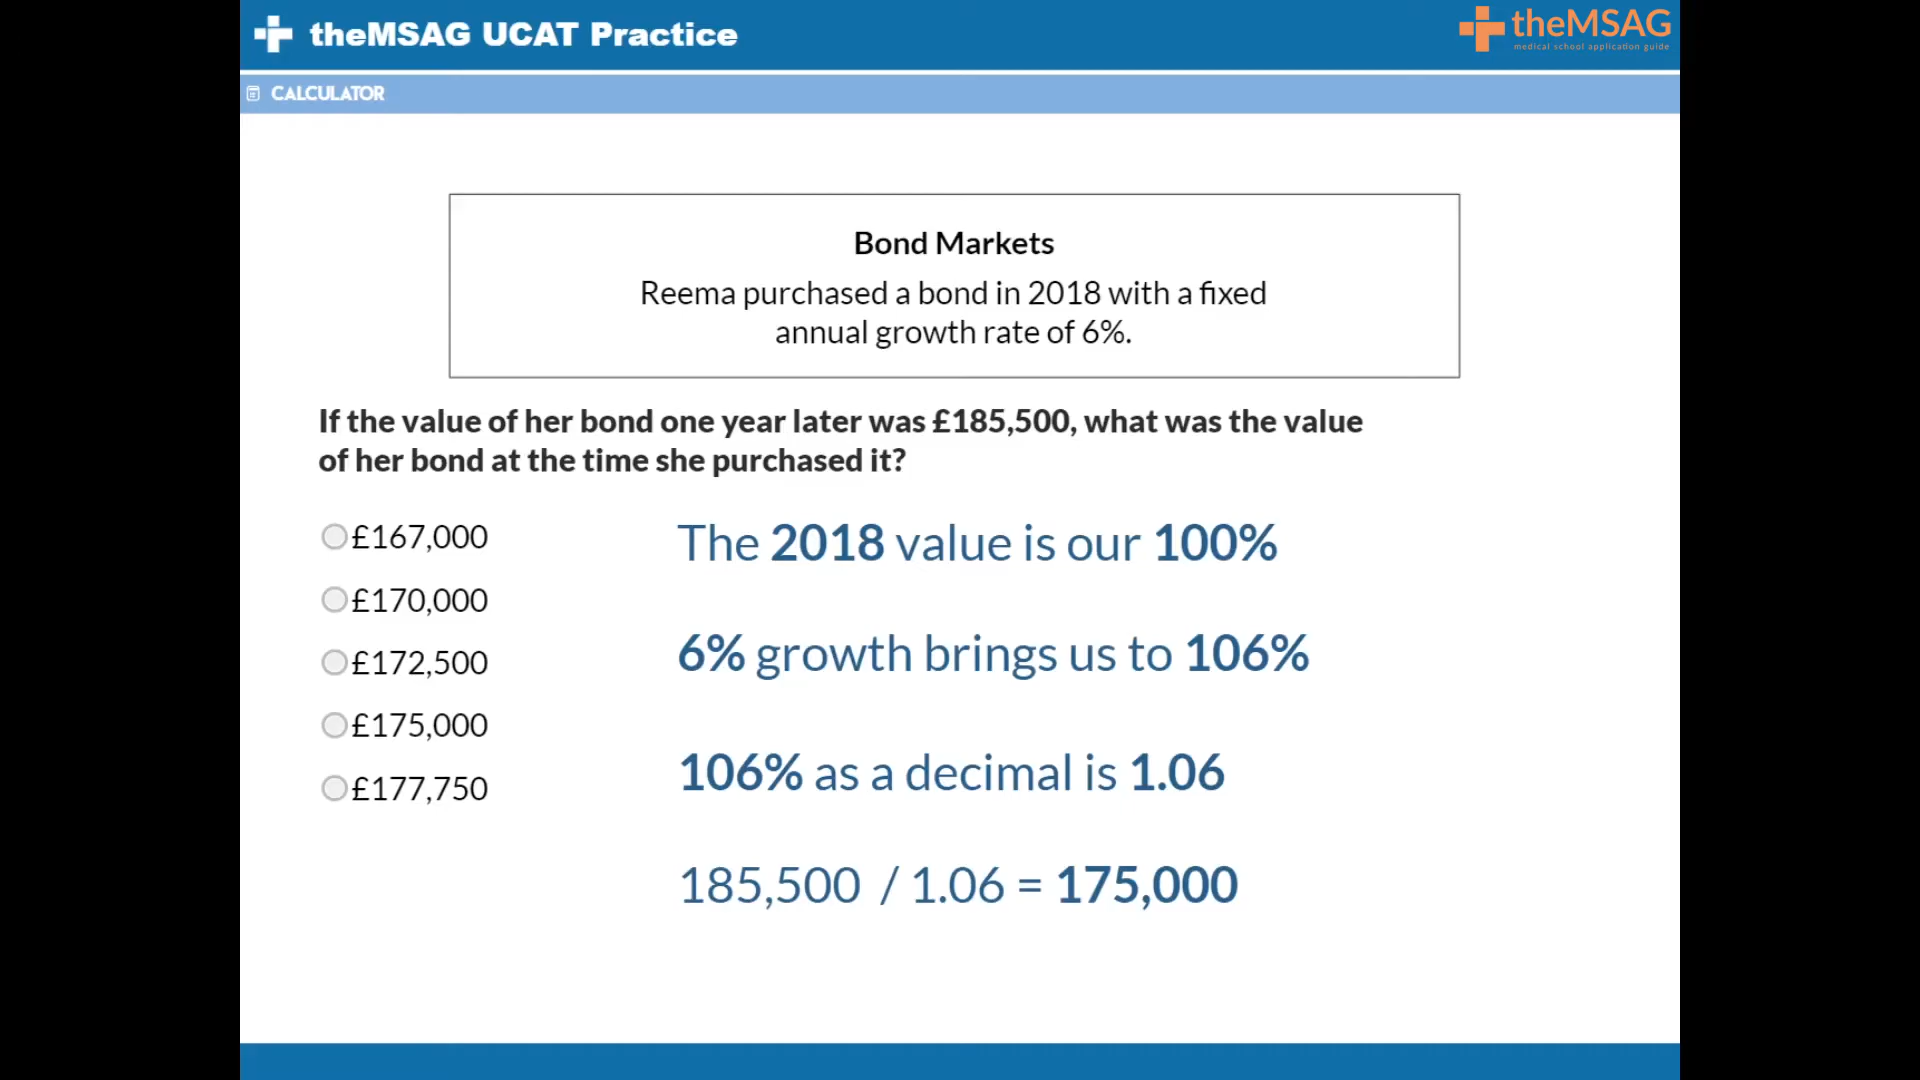 theMSAG UCAT Practice
theMSAG
medical school application guide
CALCULATOR
Bond Markets
Reema purchased a bond in 2018 with a fixed
annual growth rate of 6%.
If the value of her bond one year later was £185,500, what was the value
of her bond at the time she purchased it?
£167,000
£170,000
£172,500
£175,000
£177,750
The 2018 value is our 100%
6% growth brings us to 106%
106% as a decimal is 1.06
185,500 / 1.06 = 175,000